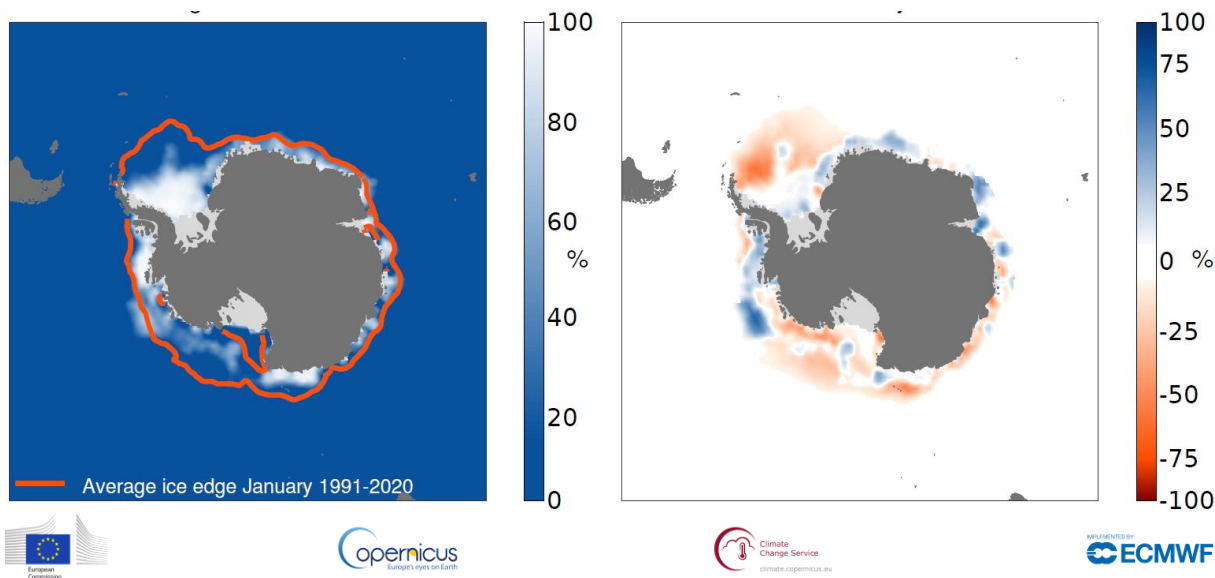 100
80
60
%
40
20
0
Average ice edge January 1991-2020
100
75
50
25
0 %
-25
-50
-75
-100
European
Commission
opernicus
Europe's eyes on Earth
Climate
Change Service
climate.copernicus.eu
IMPLEMENTED BY
ECMWF